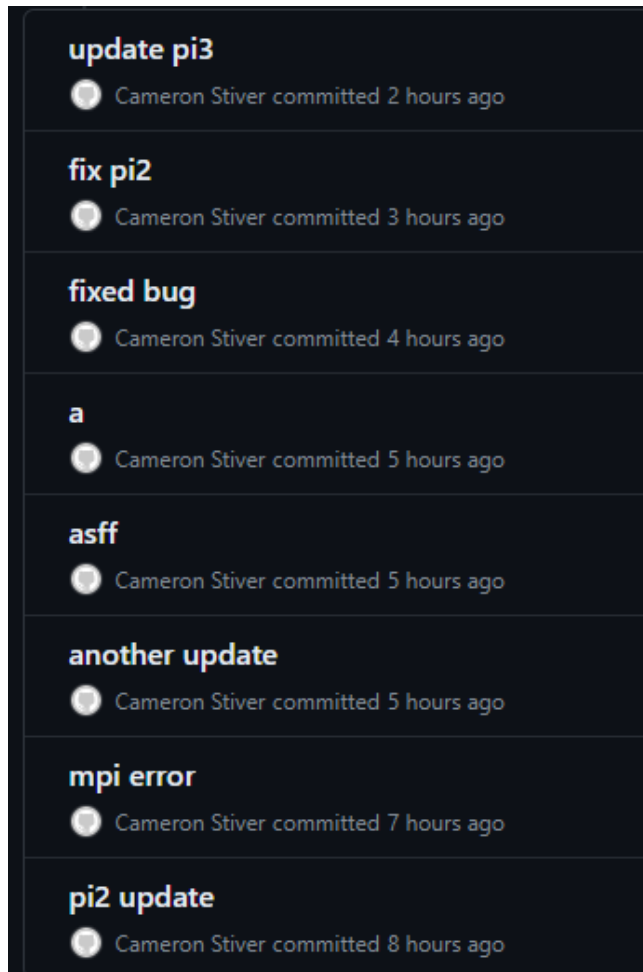 update pi3
Cameron Stiver committed 2 hours ago
fix pi2
Cameron Stiver committed 3 hours ago
fixed bug
Cameron Stiver committed 4 hours ago
a
Cameron Stiver committed 5 hours ago
asff
Cameron Stiver committed 5 hours ago
another update
Cameron Stiver committed 5 hours ago
mpi error
Cameron Stiver committed 7 hours ago
pi2 update
Cameron Stiver committed 8 hours ago